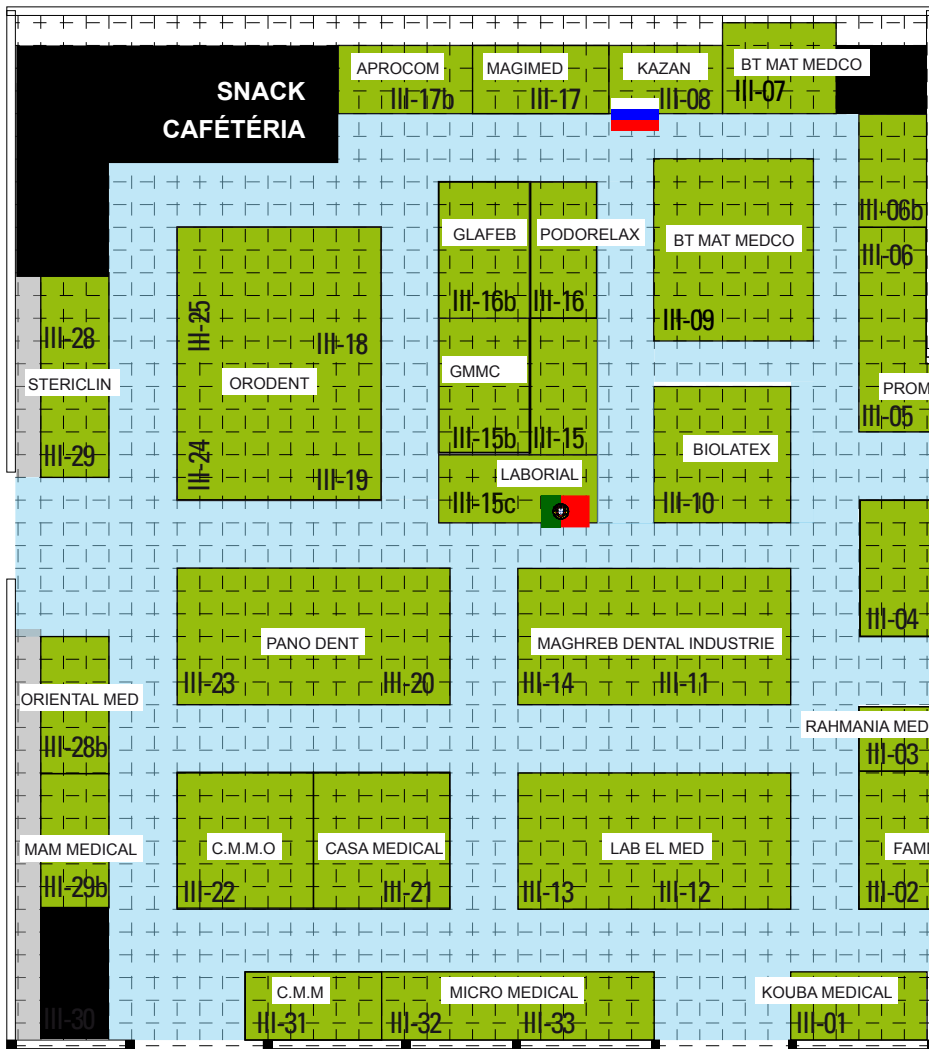 SNACK
CAFÉTÉRIA
APROCOM
III-17b
MAGIMED
III-17
KAZAN
III-08
BT MAT MEDCO
III-07
III-06b
III-06
GLAFEB
III-16b
PODORELAX
III-16
BT MAT MEDCO
III-09
III-28
STERICLIN
III-29
III-25
III-18
ORODENT
III-24
III-19
GMMC
III-15b
III-15
LABORIAL
III-15c
BIOLATEX
III-10
PROM
III-05
III-04
PANO DENT
III-23
III-20
MAGHREB DENTAL INDUSTRIE
III-14
III-11
ORIENTAL MED
III-28b
RAHMANIA MED
III-03
MAM MEDICAL
III-29b
C.M.M.O
III-22
CASA MEDICAL
III-21
LAB EL MED
III-13
III-12
FAMI
III-02
III-30
C.M.M
III-31
MICRO MEDICAL
III-32
III-33
KOUBA MEDICAL
III-01